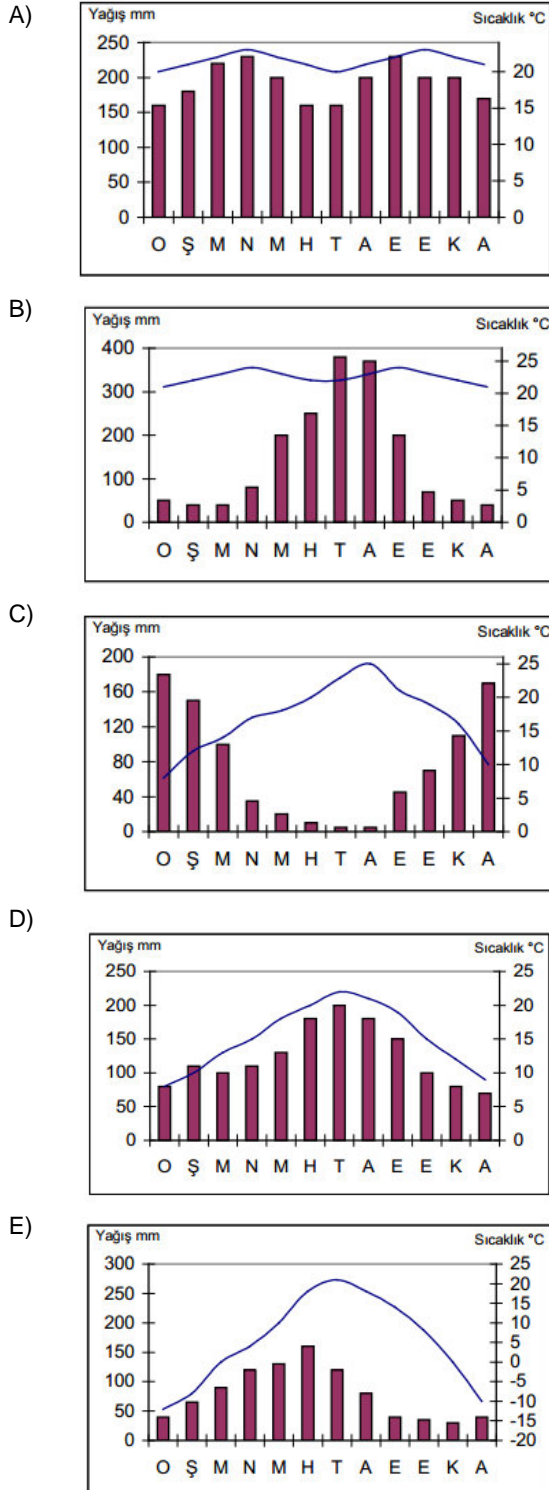 A)
Yağış mm Sıcaklık °C
250
200 20
150 15
100 10
50 5
0 0
O Ş M N M H T A E E K A
B)
Yağış mm Sıcaklık °C
400 25
300 20
15
200 10
100 5
0 0
O Ş M N M H T A E E K A
C)
Yağış mm Sıcaklık °C
200 25
160 20
120 15
80 10
40 5
0 0
O Ş M N M H T A E E K A
D)
Yağış mm Sıcaklık °C
250 25
200 20
150 15
100 10
50 5
0 0
O Ş M N M H T A E E K A
E)
Yağış mm Sıcaklık °C
300 25
20
250 15
200 10
5
150 0
100 -5
-10
50 -15
0 -20
O Ş M N M H T A E E K A